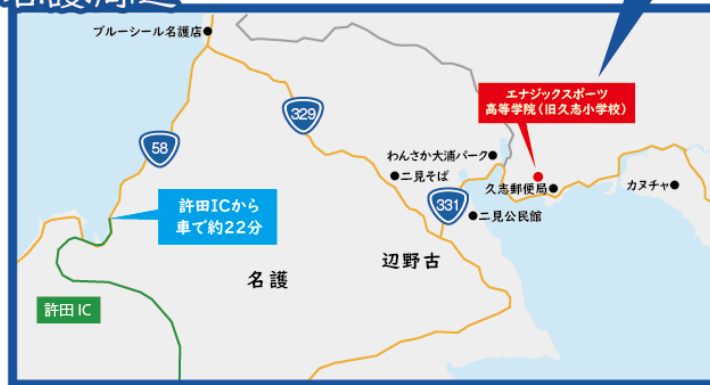 名護周辺
ブルーシール名護店
エナジックスポーツ
高等学院(旧久志小学校)
329
58
わんさか大浦パーク
二見そば
久志郵便局
カヌチャ
331
許田ICから
車で約22分
二見公民館
辺野古
名護
許田 IC